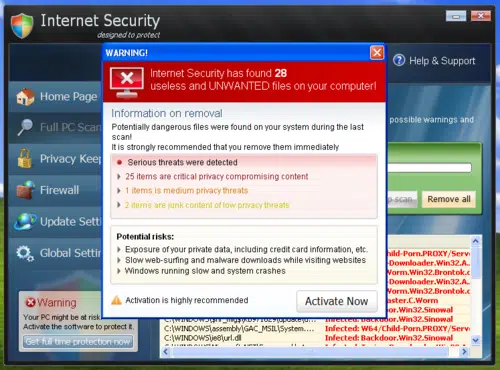 Internet Security
designed to protect
WARNING!
Internet Security has found 28
useless and UNWANTED files on your computer!
Help & Support
Home Page
Full PC Scan
Privacy Keep
Firewall
Update Setti
Global Settin
Information on removal
Potentially dangerous files were found on your system during the last
scan!
It is strongly recommended that you remove them immediately
Serious threats were detected
25 items are critical privacy compromising content
1 items is medium privacy threats
2 items are junk content of low privacy threats
Potential risks:
Exposure of your private data, including credit card information, etc.
Slow web-surfing and malware downloads while visiting websites
Windows running slow and system crashes
Activation is highly recommended
Activate Now
possible warnings and
scan
Remove all
Warning
Your PC might be at risk
Activate the software to protect it.
Get full time protection now
Child-Porn.PROXY/Serve
Downloader.Win32.A
Worm.Win32.Brontok.
Downloader.Win32.A
Worm.Win32.Brontok.c
aster.C.Worm
Win32.Sinowal
C:\WINDOWS\assembly\GAC_MSIL\System....
Infected: W64/Child-Porn.PROXY/Serve
C:\WINDOWS\ie8\url.dll
Infected: Backdoor.Win32.Sinowal